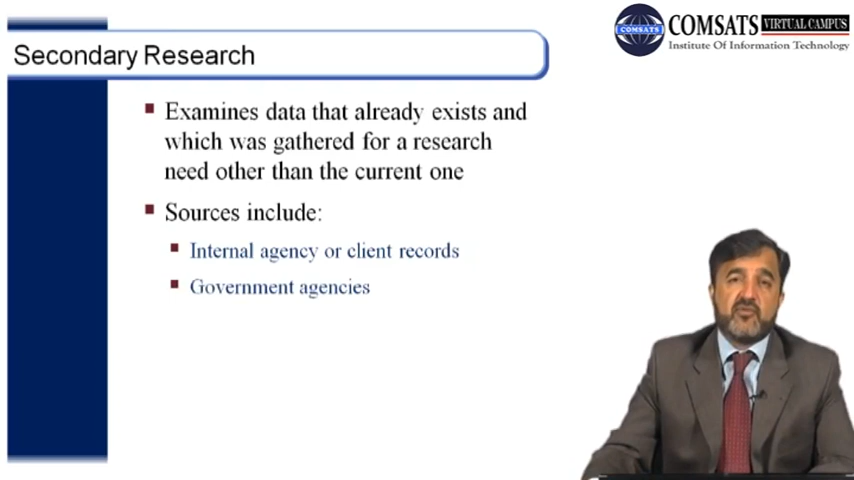 Secondary Research
COMSATS VIRTUAL CAMPUS
COMSATS
Institute Of Information Technology
Examines data that already exists and
which was gathered for a research
need other than the current one
Sources include:
Internal agency or client records
Government agencies